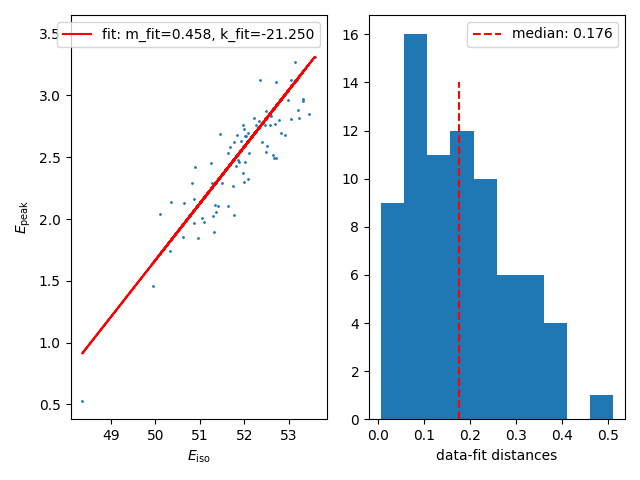 fit: m_fit=0.458, k_fit=-21.250
3.5
3.0
2.5
2.0
1.5
1.0
0.5
E_peak
49 50 51 52 53
E_iso
median: 0.176
16
14
12
10
8
6
4
2
0
0.0 0.1 0.2 0.3 0.4 0.5
data-fit distances